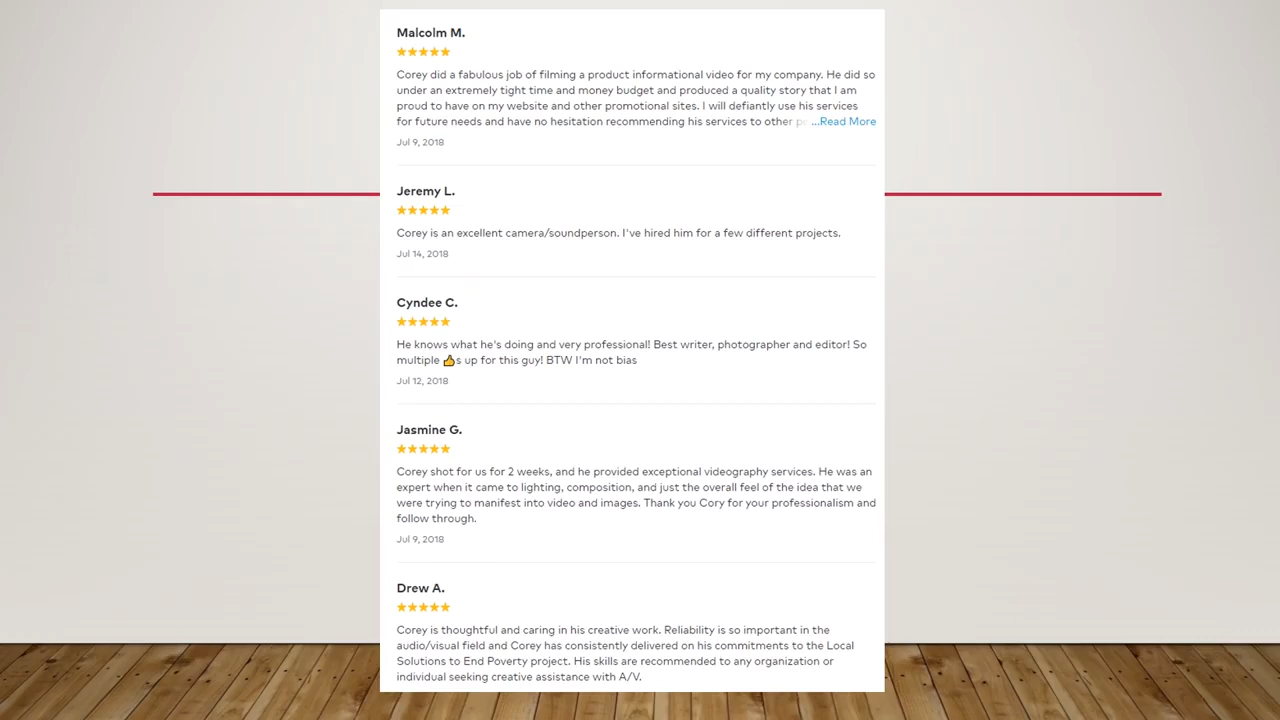 Malcolm M.
Corey did a fabulous job of filming a product informational video for my company. He did so
under an extremely tight time and money budget and produced a quality story that I am
proud to have on my website and other promotional sites. I will defiantly use his services
for future needs and have no hesitation recommending his services to other ...Read More
Jul 9, 2018
Jeremy L.
Corey is an excellent camera/soundperson. I've hired him for a few different projects.
Jul 14, 2018
Cyndee C.
He knows what he's doing and very professional! Best writer, photographer and editor! So
multiple 👍s up for this guy! BTW I'm not bias
Jul 12, 2018
Jasmine G.
Corey shot for us for 2 weeks, and he provided exceptional videography services. He was an
expert when it came to lighting, composition, and just the overall feel of the idea that we
were trying to manifest into video and images. Thank you Cory for your professionalism and
follow through.
Jul 9, 2018
Drew A.
Corey is thoughtful and caring in his creative work. Reliability is so important in the
audio/visual field and Corey has consistently delivered on his commitments to the Local
Solutions to End Poverty project. His skills are recommended to any organization or
individual seeking creative assistance with A/V.